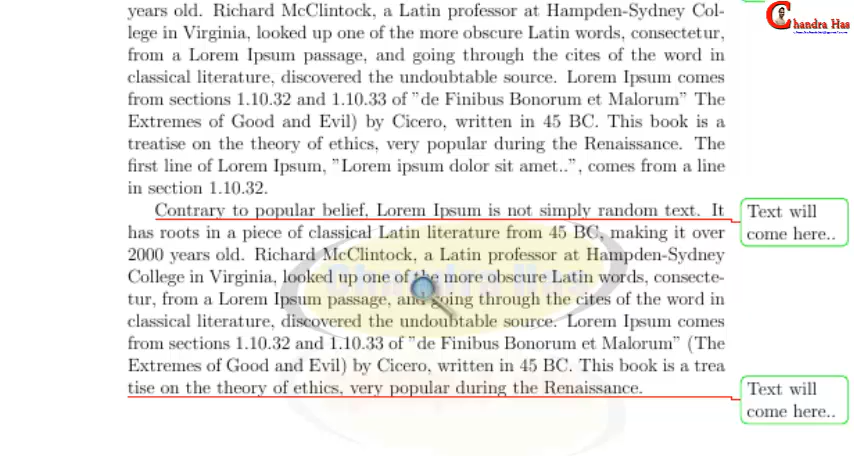 Chandra Has
years old. Richard McClintock, a Latin professor at Hampden-Sydney Col-
lege in Virginia, looked up one of the more obscure Latin words, consectetur,
from a Lorem Ipsum passage, and going through the cites of the word in
classical literature, discovered the undoubtable source. Lorem Ipsum comes
from sections 1.10.32 and 1.10.33 of ”de Finibus Bonorum et Malorum” The
Extremes of Good and Evil) by Cicero, written in 45 BC. This book is a
treatise on the theory of ethics, very popular during the Renaissance. The
first line of Lorem Ipsum, ”Lorem ipsum dolor sit amet..”, comes from a line
in section 1.10.32.
Contrary to popular belief, Lorem Ipsum is not simply random text. It
has roots in a piece of classical Latin literature from 45 BC, making it over
2000 years old. Richard McClintock, a Latin professor at Hampden-Sydney
College in Virginia, looked up one of the more obscure Latin words, consecte-
tur, from a Lorem Ipsum passage, and going through the cites of the word in
classical literature, discovered the undoubtable source. Lorem Ipsum comes
from sections 1.10.32 and 1.10.33 of ”de Finibus Bonorum et Malorum” (The
Extremes of Good and Evil) by Cicero, written in 45 BC. This book is a trea
tise on the theory of ethics, very popular during the Renaissance.
Text will
come here..
Text will
come here..
Chandra Has